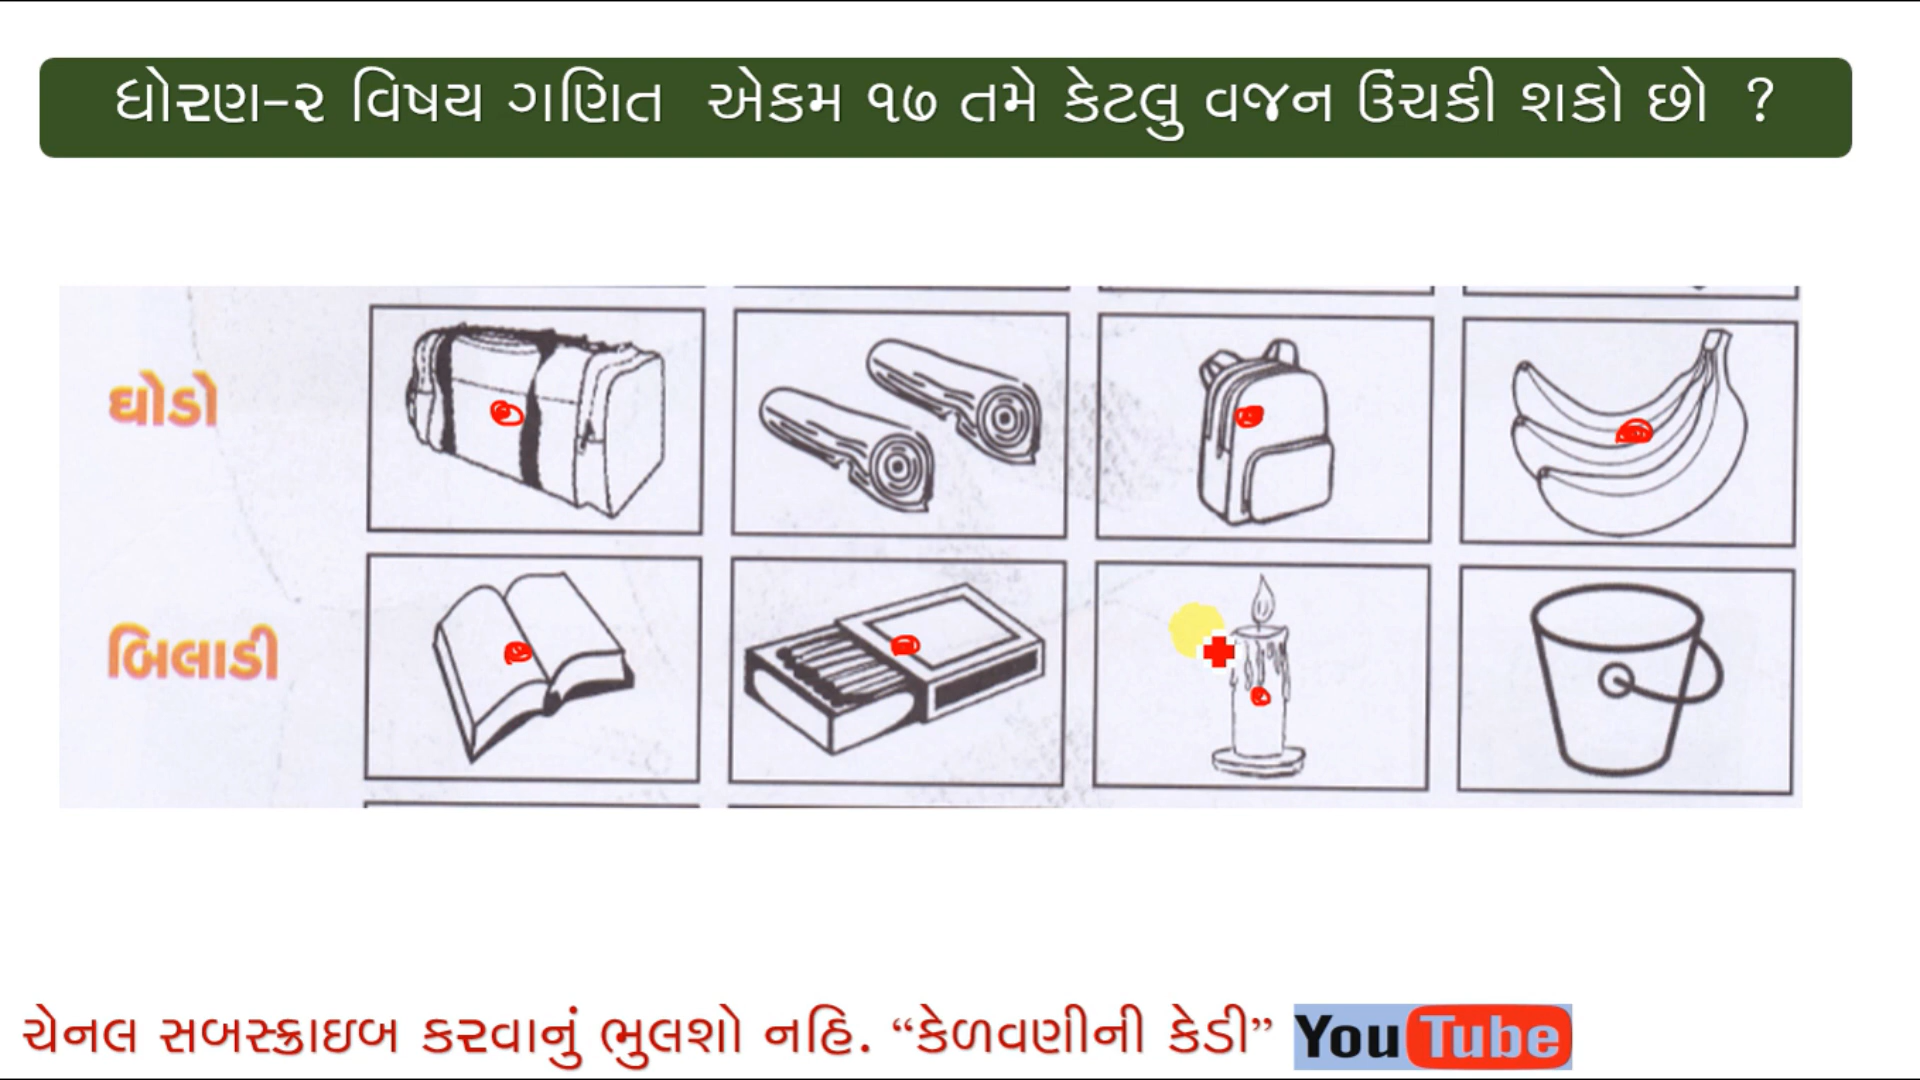 ધોરણ-૨ વિષય ગણિત એકમ ૧૭ તમે કેટલુ વજન ઉંચકી શકો છો ?
ઘોડો
બિલાડી
ચેનલ સબસ્ક્રાઇબ કરવાનું ભુલશો નહિ. “કેળવણીની કેડી” YouTube